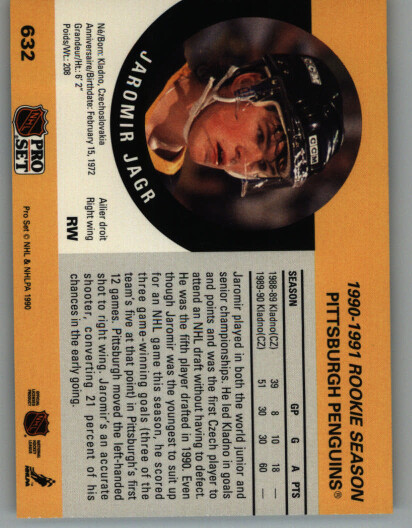 1990-1991 ROOKIE SEASON
PITTSBURGH PENGUINS®
SEASON GP G A PTS
1988-89 Kladno(CZ) 39 8 10 18
1989-90 Kladno(CZ) 51 30 30 60
— — — —
Jaromir played in both the world junior and
senior championships. He led Kladno in goals
and points and was the first Czech player to
attend an NHL draft without having to defect.
He was the fifth player drafted in 1990. Even
though Jaromir was the youngest to suit up
for an NHL game this season, he scored
three game-winning goals (three of the
team's five at that point) in Pittsburgh's first
12 games. Pittsburgh moved the left-handed
shot to right wing. Jaromir's an accurate
shooter, converting 21 percent of his
chances in the early going.
CCM
CCM
JAROMIR JAGR
Né/Born: Kladno, Czechoslovakia
Anniversaire/Birthdate: February 15, 1972
Grandeur/Ht.: 6' 2"
Poids/Wt.: 208
Ailier droit
Right wing
RW
632
NHL
PRO
SET
Pro Set © NHL & NHLPA 1990
NHL
NATIONAL
HOCKEY
LEAGUE
NHLPA